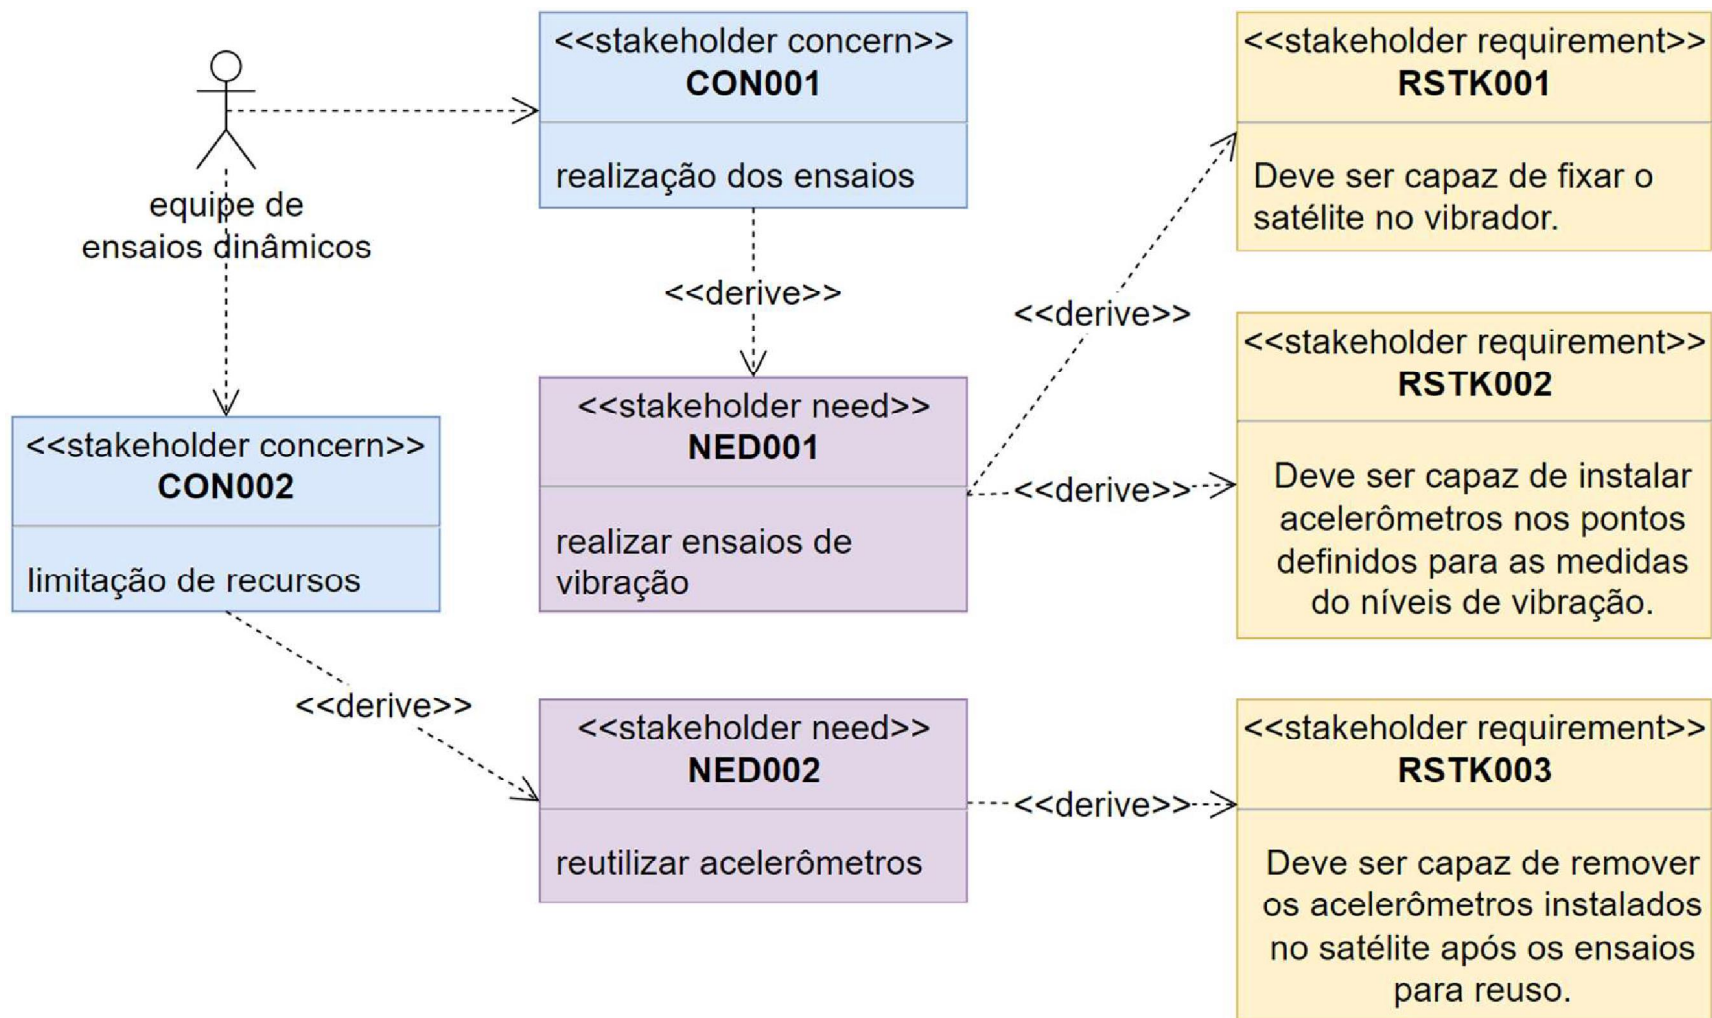 equipe de
ensaios dinâmicos
<<stakeholder concern>>
CON001
realização dos ensaios
<<derive>>
<<stakeholder concern>>
CON002
limitação de recursos
<<derive>>
<<stakeholder need>>
NED001
realizar ensaios de
vibração
<<derive>>
<<derive>>
<<stakeholder need>>
NED002
reutilizar acelerômetros
<<derive>>
<<stakeholder requirement>>
RSTK001
Deve ser capaz de fixar o
satélite no vibrador.
<<stakeholder requirement>>
RSTK002
Deve ser capaz de instalar
acelerômetros nos pontos
definidos para as medidas
do níveis de vibração.
<<stakeholder requirement>>
RSTK003
Deve ser capaz de remover
os acelerômetros instalados
no satélite após os ensaios
para reuso.